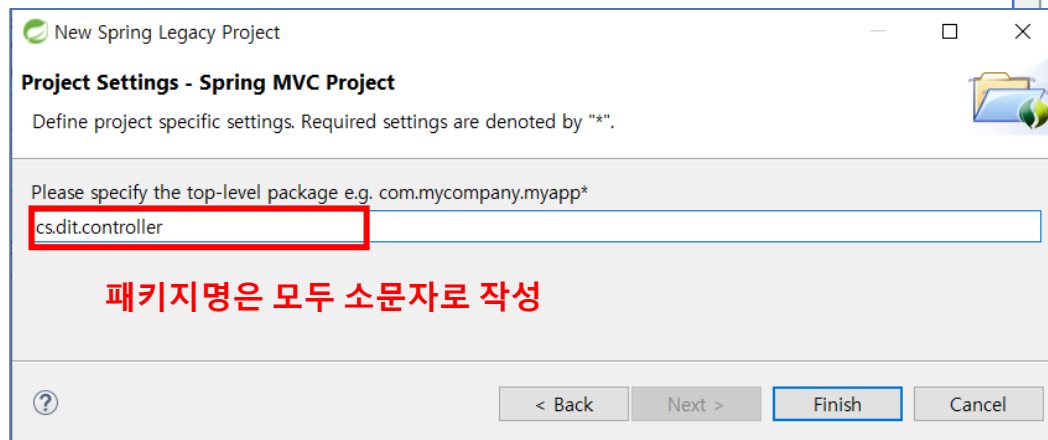 New Spring Legacy Project
Project Settings - Spring MVC Project
Define project specific settings. Required settings are denoted by "*".
Please specify the top-level package e.g. com.mycompany.myapp*
cs.dit.controller
패키지명은 모두 소문자로 작성
< Back Next > Finish Cancel